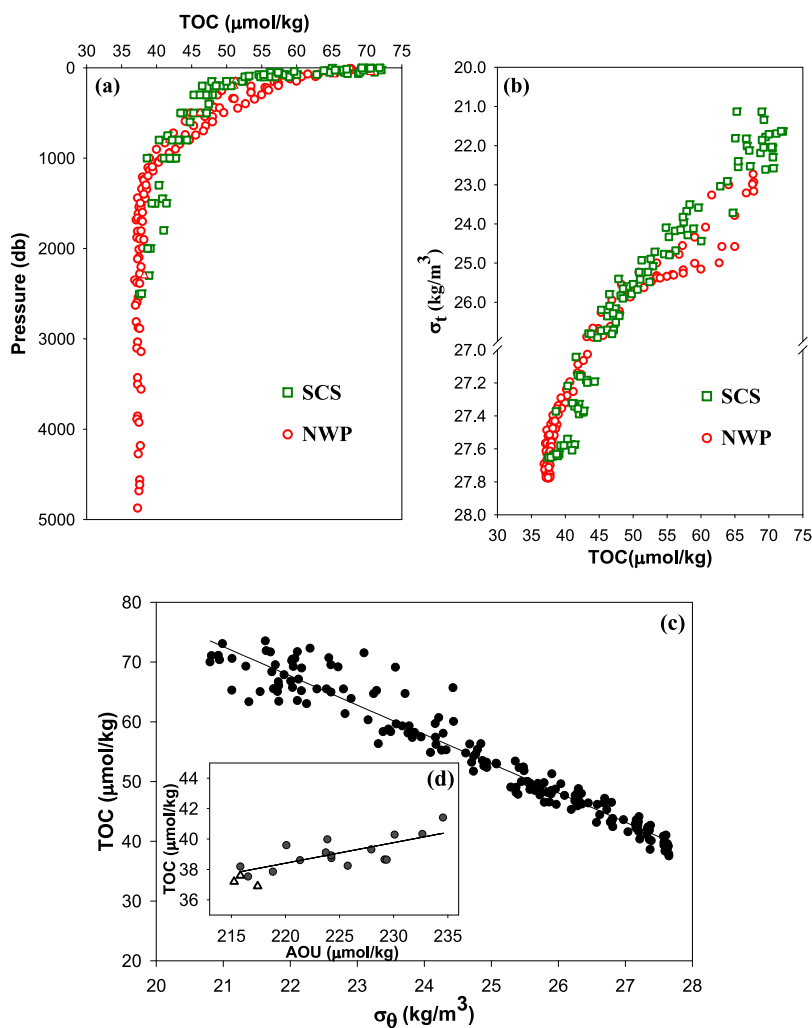 TOC (μmol/kg)
30 35 40 45 50 55 60 65 70 75
0
1000
2000
3000
4000
5000
Pressure (db)
(a)
SCS
NWP
20.0
21.0
22.0
23.0
24.0
25.0
26.0
27.0
27.2
27.4
27.6
27.8
28.0
σt (kg/m3)
(b)
SCS
NWP
30 35 40 45 50 55 60 65 70 75
TOC(μmol/kg)
80
70
60
50
40
30
20
TOC
(μmol/kg)
(c)
(d)
44
42
40
38
36
TOC (μmol/kg)
215 220 225 230 235
AOU (μmol/kg)
20 21 22 23 24 25 26 27 28
σθ (kg/m3)